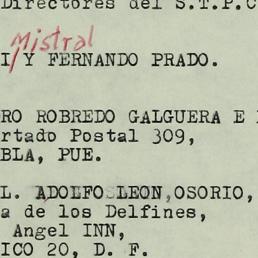 Directores del S.T.P.C
Mistral
I Y FERNANDO PRADO.
RO ROBREDO GALGUERA E
rtado Postal 309,
BLA, PUE.
L. ADOLFO LEON, OSORIO,
a de los Delfines,
Angel INN,
ICO 20, D. F.